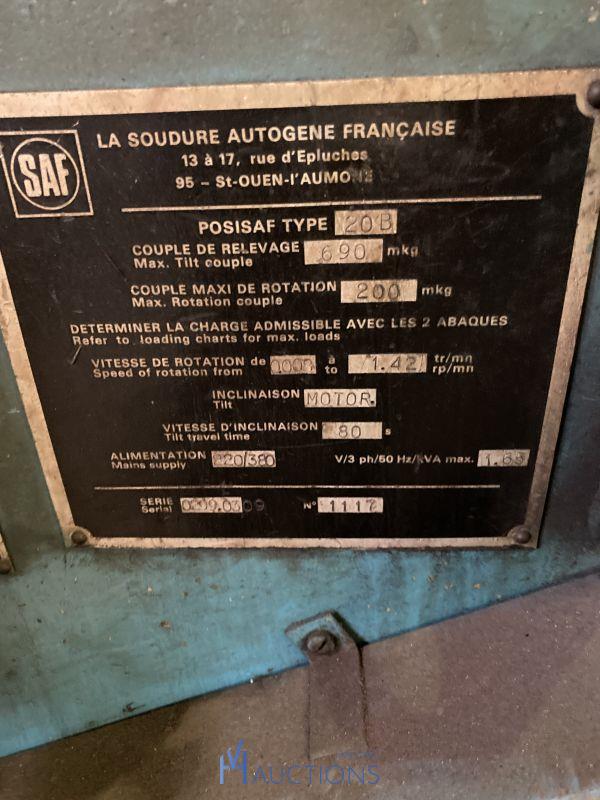 SAF
LA SOUDURE AUTOGENE FRANÇAISE
13 à 17, rue d'Epluches
95 - St-OUEN-l'AUMONE
POSISAF TYPE 20B
COUPLE DE RELEVAGE 690 mkg
Max. Tilt couple
COUPLE MAXI DE ROTATION 200 mkg
Max. Rotation couple
DETERMINER LA CHARGE ADMISSIBLE AVEC LES 2 ABAQUES
Refer to loading charts for max. loads
VITESSE DE ROTATION de à 1.42 tr/mn
Speed of rotation from to rp/mn
INCLINAISON MOTOR.
Tilt
VITESSE D'INCLINAISON 80 s
Tilt travel time
ALIMENTATION 220/380 V/3 ph/50 Hz/KVA max.
Mains supply
SERIE N° 1117
Serial
VH AUCTIONS